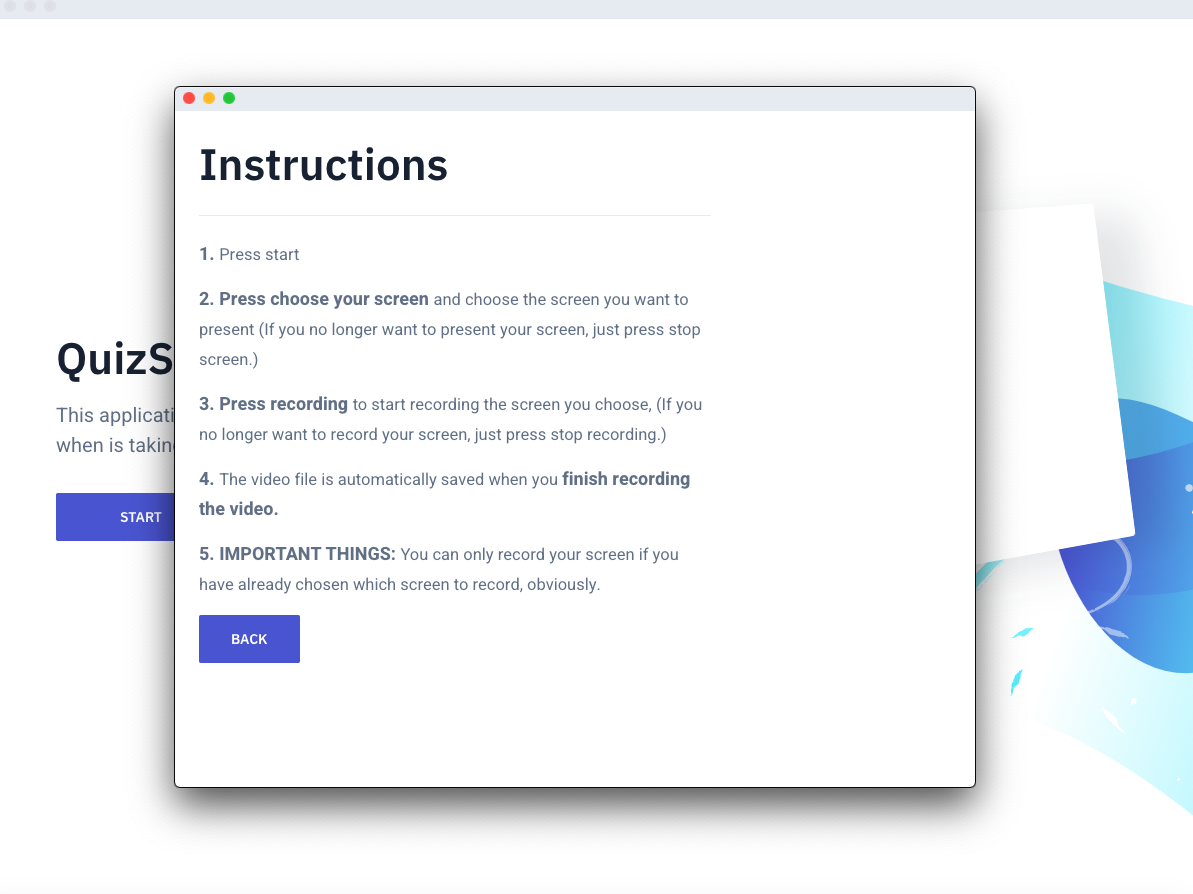 Instructions
1. Press start
2. Press choose your screen and choose the screen you want to
present (If you no longer want to present your screen, just press stop
screen.)
3. Press recording to start recording the screen you choose, (If you
no longer want to record your screen, just press stop recording.)
4. The video file is automatically saved when you finish recording
the video.
5. IMPORTANT THINGS: You can only record your screen if you
have already chosen which screen to record, obviously.
BACK
QuizS
This applicati
when is taking
START